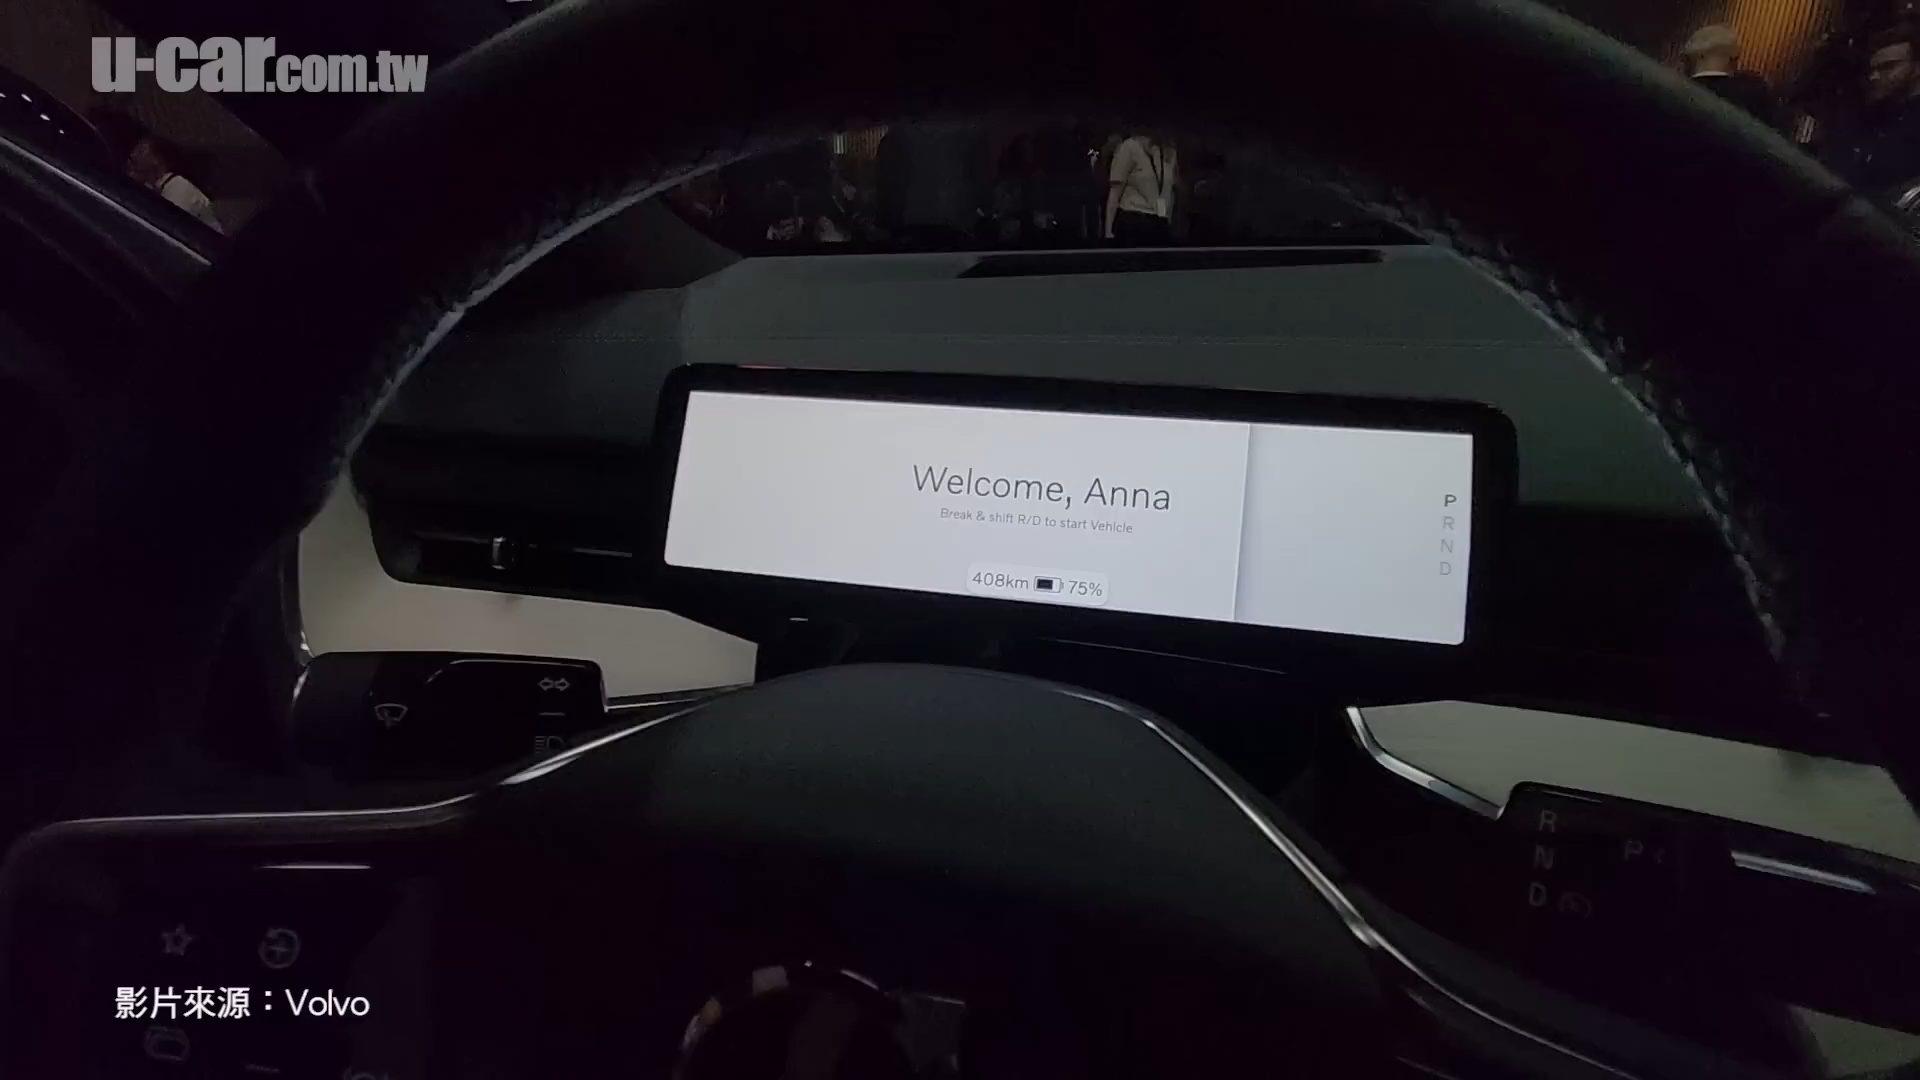 u-car.com.tw
Welcome, Anna
Break & shift R/D to start Vehicle
408km 75%
P
R
N
D
R
N
D
P
影片來源：Volvo